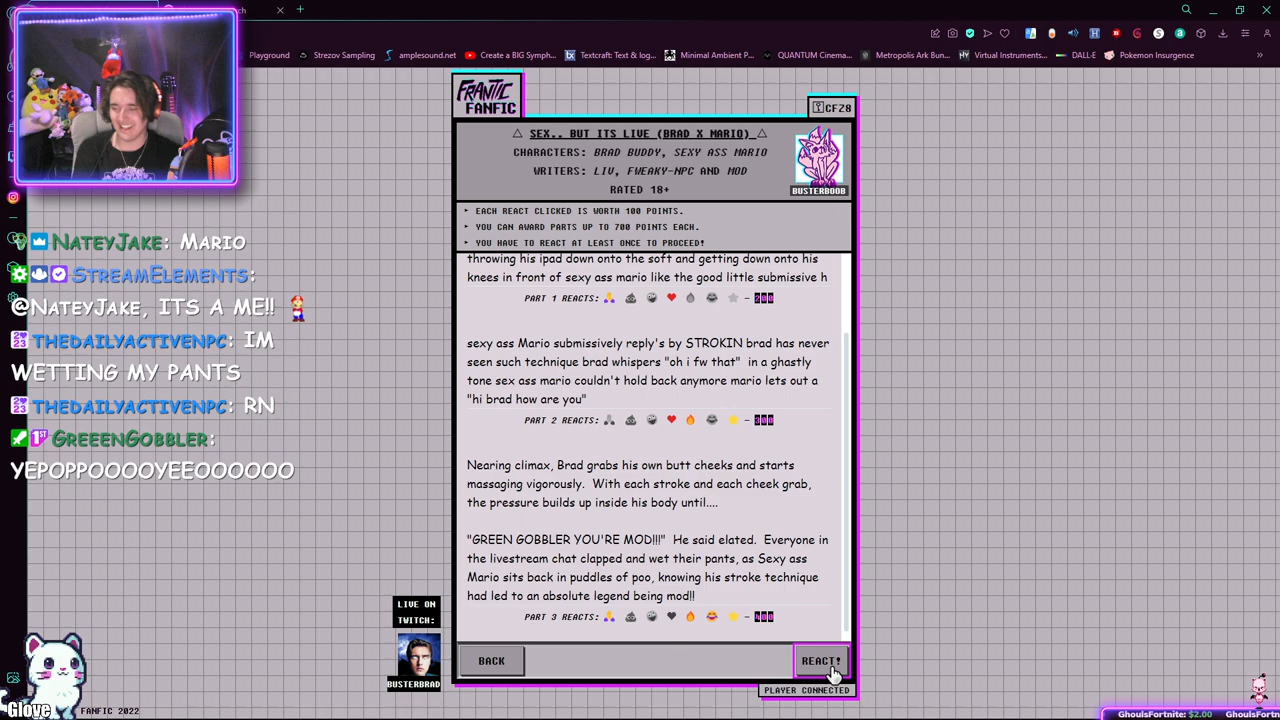 Playground
Strezov Sampling
amplesound.net
Create a BIG Symph...
Textcraft: Text & log...
Minimal Ambient P...
QUANTUM Cinema...
Metropolis Ark Bun...
Virtual Instruments...
DALL-E
Pokemon Insurgence
FRANTIC
FANFIC
CFZ8
△ SEX.. BUT ITS LIVE (BRAD X MARIO) △
CHARACTERS: BRAD BUDDY, SEXY ASS MARIO
WRITERS: LIV, FWEAKY-NPC AND MOD
RATED 18+
BUSTERBOOB
‣ EACH REACT CLICKED IS WORTH 100 POINTS.
‣ YOU CAN AWARD PARTS UP TO 700 POINTS EACH.
‣ YOU HAVE TO REACT AT LEAST ONCE TO PROCEED!
throwing his ipad down onto the soft and getting down onto his
knees in front of sexy ass mario like the good little submissive h
PART 1 REACTS: – 200
sexy ass Mario submissively reply's by STROKIN brad has never
seen such technique brad whispers "oh i fw that" in a ghastly
tone sex ass mario couldn't hold back anymore mario lets out a
"hi brad how are you"
PART 2 REACTS: – 300
Nearing climax, Brad grabs his own butt cheeks and starts
massaging vigorously. With each stroke and each cheek grab,
the pressure builds up inside his body until....
"GREEN GOBBLER YOU'RE MOD!!!" He said elated. Everyone in
the livestream chat clapped and wet their pants, as Sexy ass
Mario sits back in puddles of poo, knowing his stroke technique
had led to an absolute legend being mod!!
PART 3 REACTS: – 400
BACK
REACT!
PLAYER CONNECTED
NateyJake: Mario
StreamElements:
@NateyJake, ITS A ME!!
thedailyactivenpc: IM
WETTING MY PANTS
thedailyactivenpc: RN
GreeenGobbler:
YEPOPPOOOOYEEOOOOOO
LIVE ON
TWITCH:
BUSTERBRAD
Glove
FANFIC 2022
GhoulsFortnite: $2.00
GhoulsFortn